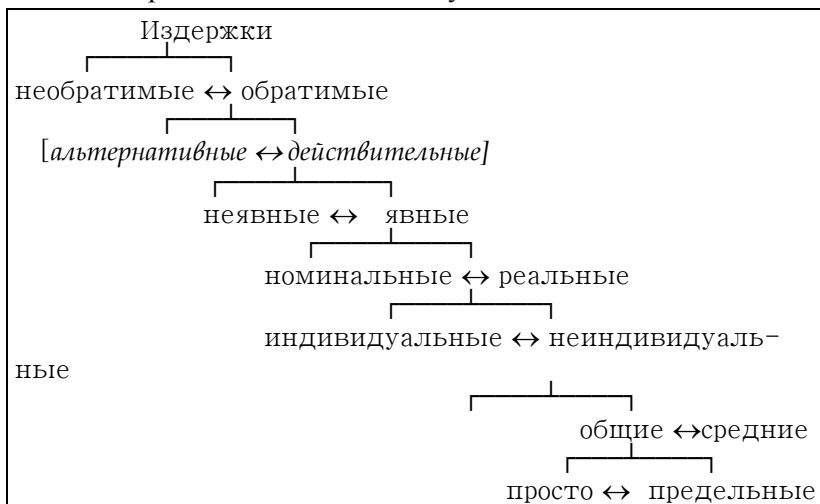 Издержки
необратимые ↔ обратимые
[альтернативные ↔ действительные]
неявные ↔ явные
номинальные ↔ реальные
индивидуальные ↔ неиндивидуаль-
ные
общие ↔средние
просто ↔ предельные